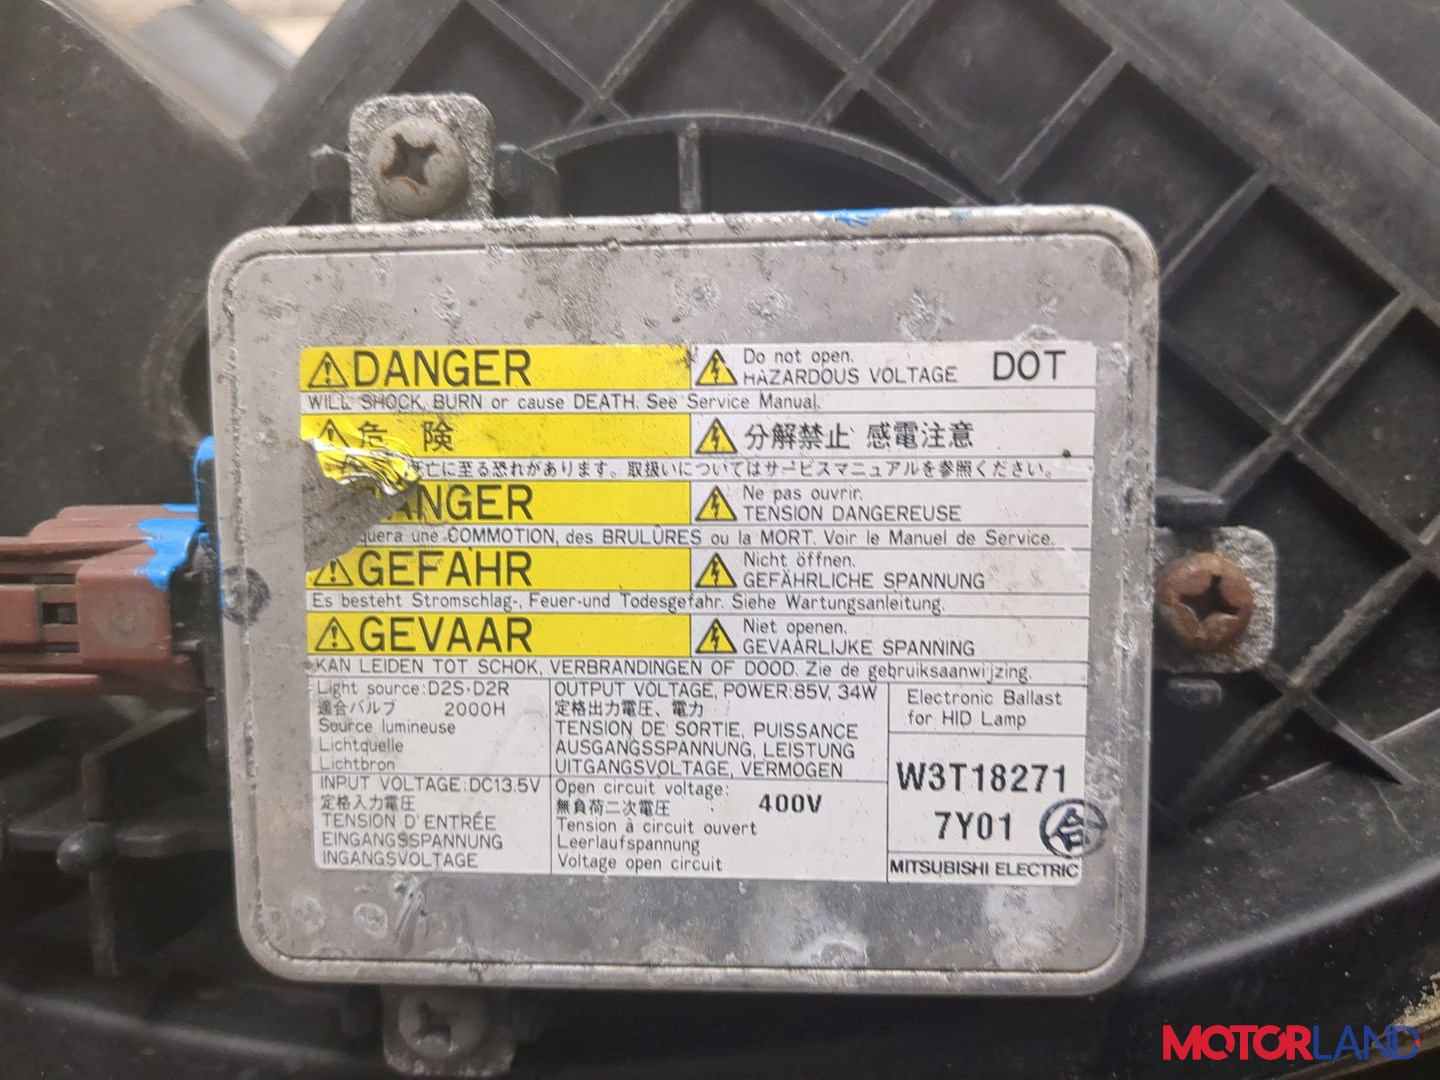 DANGER
Do not open.
HAZARDOUS VOLTAGE
DOT
WILL SHOCK, BURN or cause DEATH. See Service Manual.
危 険
分解禁止 感電注意
死亡に至る恐れがあります。取扱いについてはサービスマニュアルを参照ください。
ANGER
Ne pas ouvrir.
TENSION DANGEREUSE
quera une COMMOTION, des BRULÛRES ou la MORT. Voir le Manuel de Service.
GEFAHR
Nicht öffnen.
GEFÄHRLICHE SPANNUNG
Es besteht Stromschlag-, Feuer-und Todesgefahr. Siehe Wartungsanleitung.
GEVAAR
Niet openen.
GEVAARLIJKE SPANNING
KAN LEIDEN TOT SCHOK, VERBRANDINGEN OF DOOD. Zie de gebruiksaanwijzing.
Light source:D2S·D2R
適合バルブ 2000H
Source lumineuse
Lichtquelle
Lichtbron
OUTPUT VOLTAGE, POWER:85V, 34W
定格出力電圧、電力
TENSION DE SORTIE, PUISSANCE
AUSGANGSSPANNUNG, LEISTUNG
UITGANGSVOLTAGE, VERMOGEN
Electronic Ballast
for HID Lamp
INPUT VOLTAGE:DC13.5V
定格入力電圧
TENSION D'ENTRÉE
EINGANGSSPANNUNG
INGANGSVOLTAGE
Open circuit voltage:
無負荷二次電圧 400V
Tension à circuit ouvert
Leerlaufspannung
Voltage open circuit
W3T18271
7Y01 合
MITSUBISHI ELECTRIC
MOTORLAND